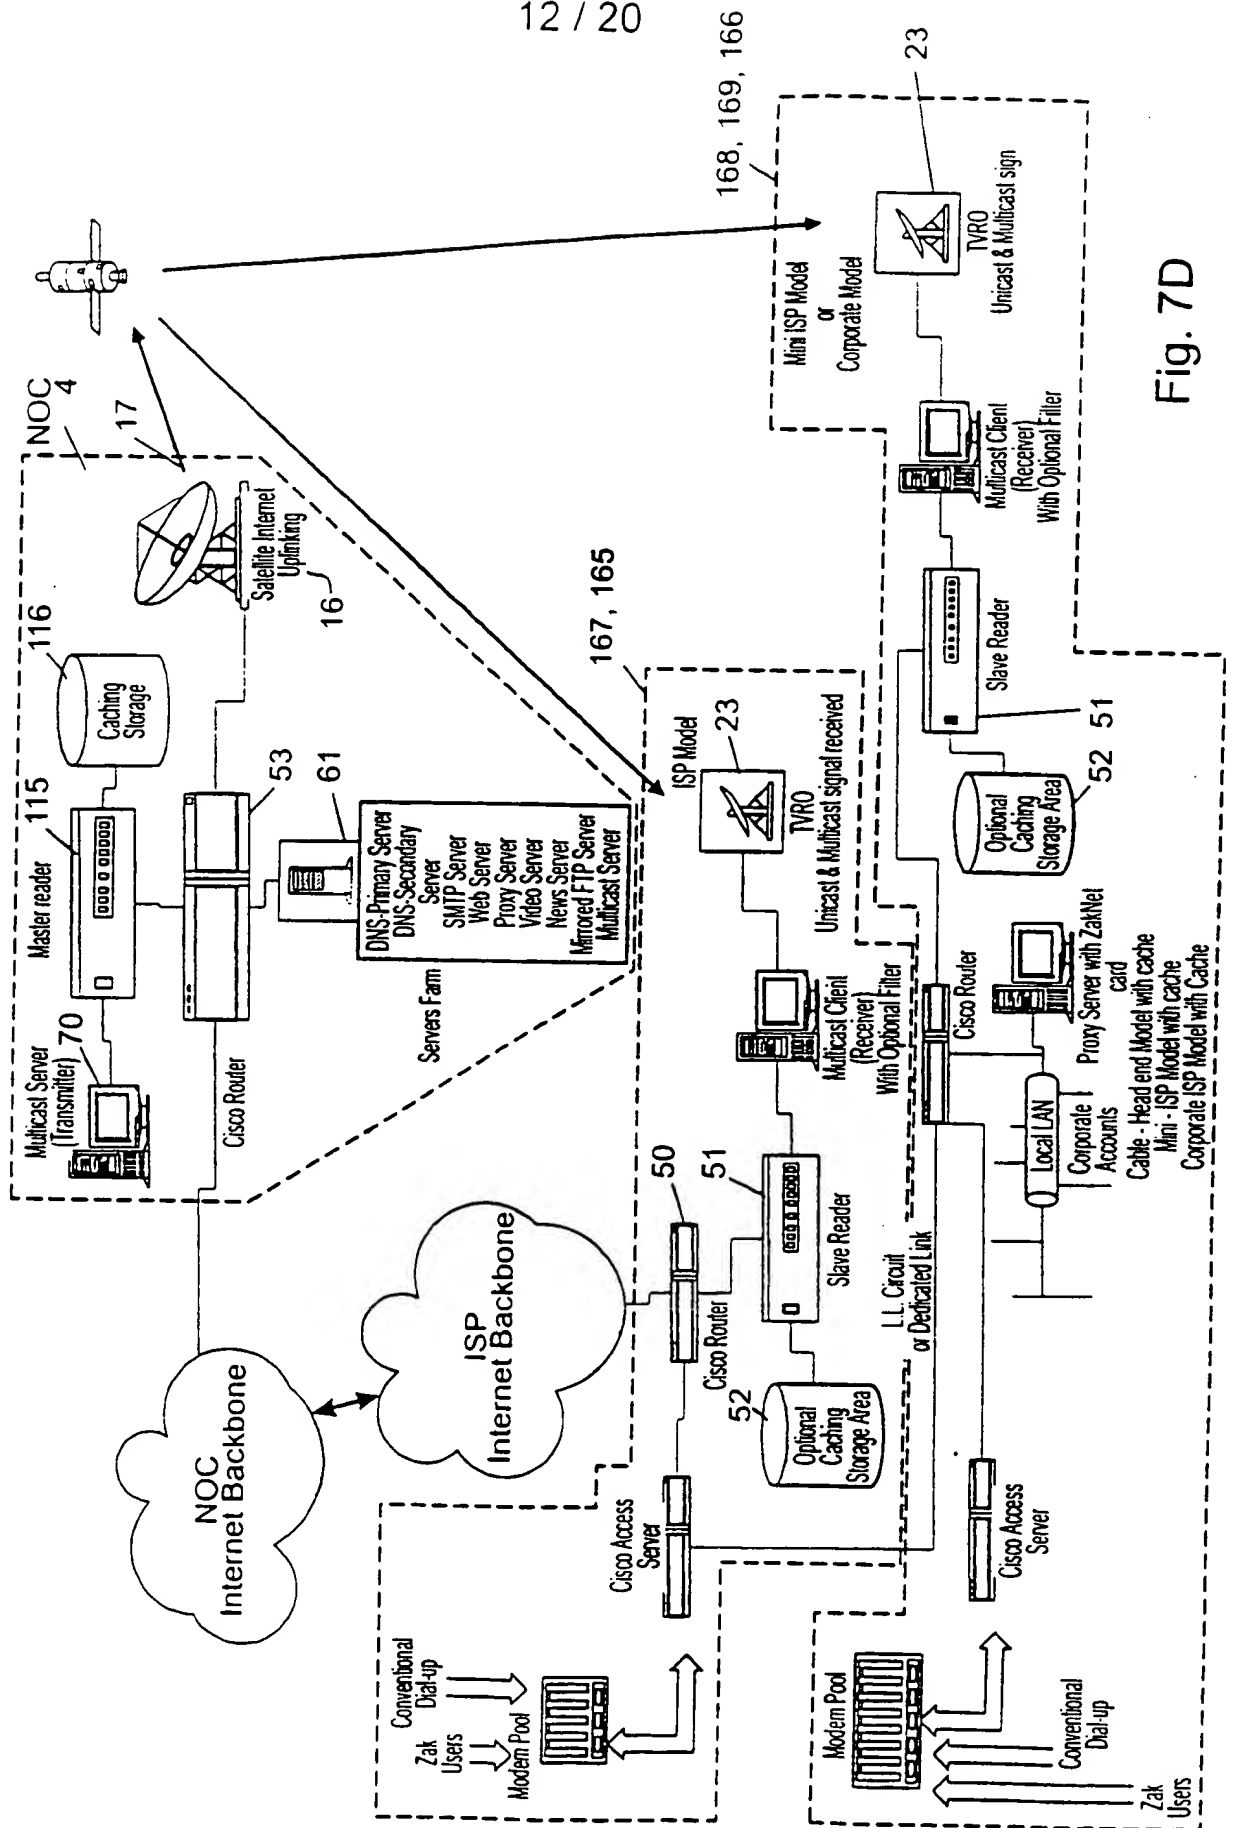 12 / 20
NOC
4
17
116
115
Caching
Storage
Master reader
Satellite Internet
Uplinking
16
53
61
Multicast Server
(Transmitter)
70
Cisco Router
DNS-Primary Server
DNS-Secondary
Server
SMTP Server
Web Server
Proxy Server
Video Server
News Server
Mirrored FTP Server
Multicast Server
Servers Farm
NOC
Internet Backbone
ISP
Internet Backbone
167, 165
ISP Model
23
TVRO
Unicast & Multicast signal received
Multicast Client
(Receiver)
With Optional Filter
51
Slave Reader
50
Cisco Router
52
Optional
Caching
Storage Area
Cisco Access
Server
Conventional
Dial-up
Zak
Users
Modem Pool
L.L. Circuit
or Dedicated Link
168, 169, 166
23
Mini ISP Model
or
Corporate Model
TVRO
Unicast & Multicast sign
Multicast Client
(Receiver)
With Optional Filter
Slave Reader
51
52
Optional
Caching
Storage Area
Cisco Router
Proxy Server with ZakNet
card
Local LAN
Corporate
Accounts
Cable - Head end Model with cache
Mini - ISP Model with cache
Corporate ISP Model with Cache
Cisco Access
Server
Modem Pool
Conventional
Dial-up
Zak
Users
Fig. 7D